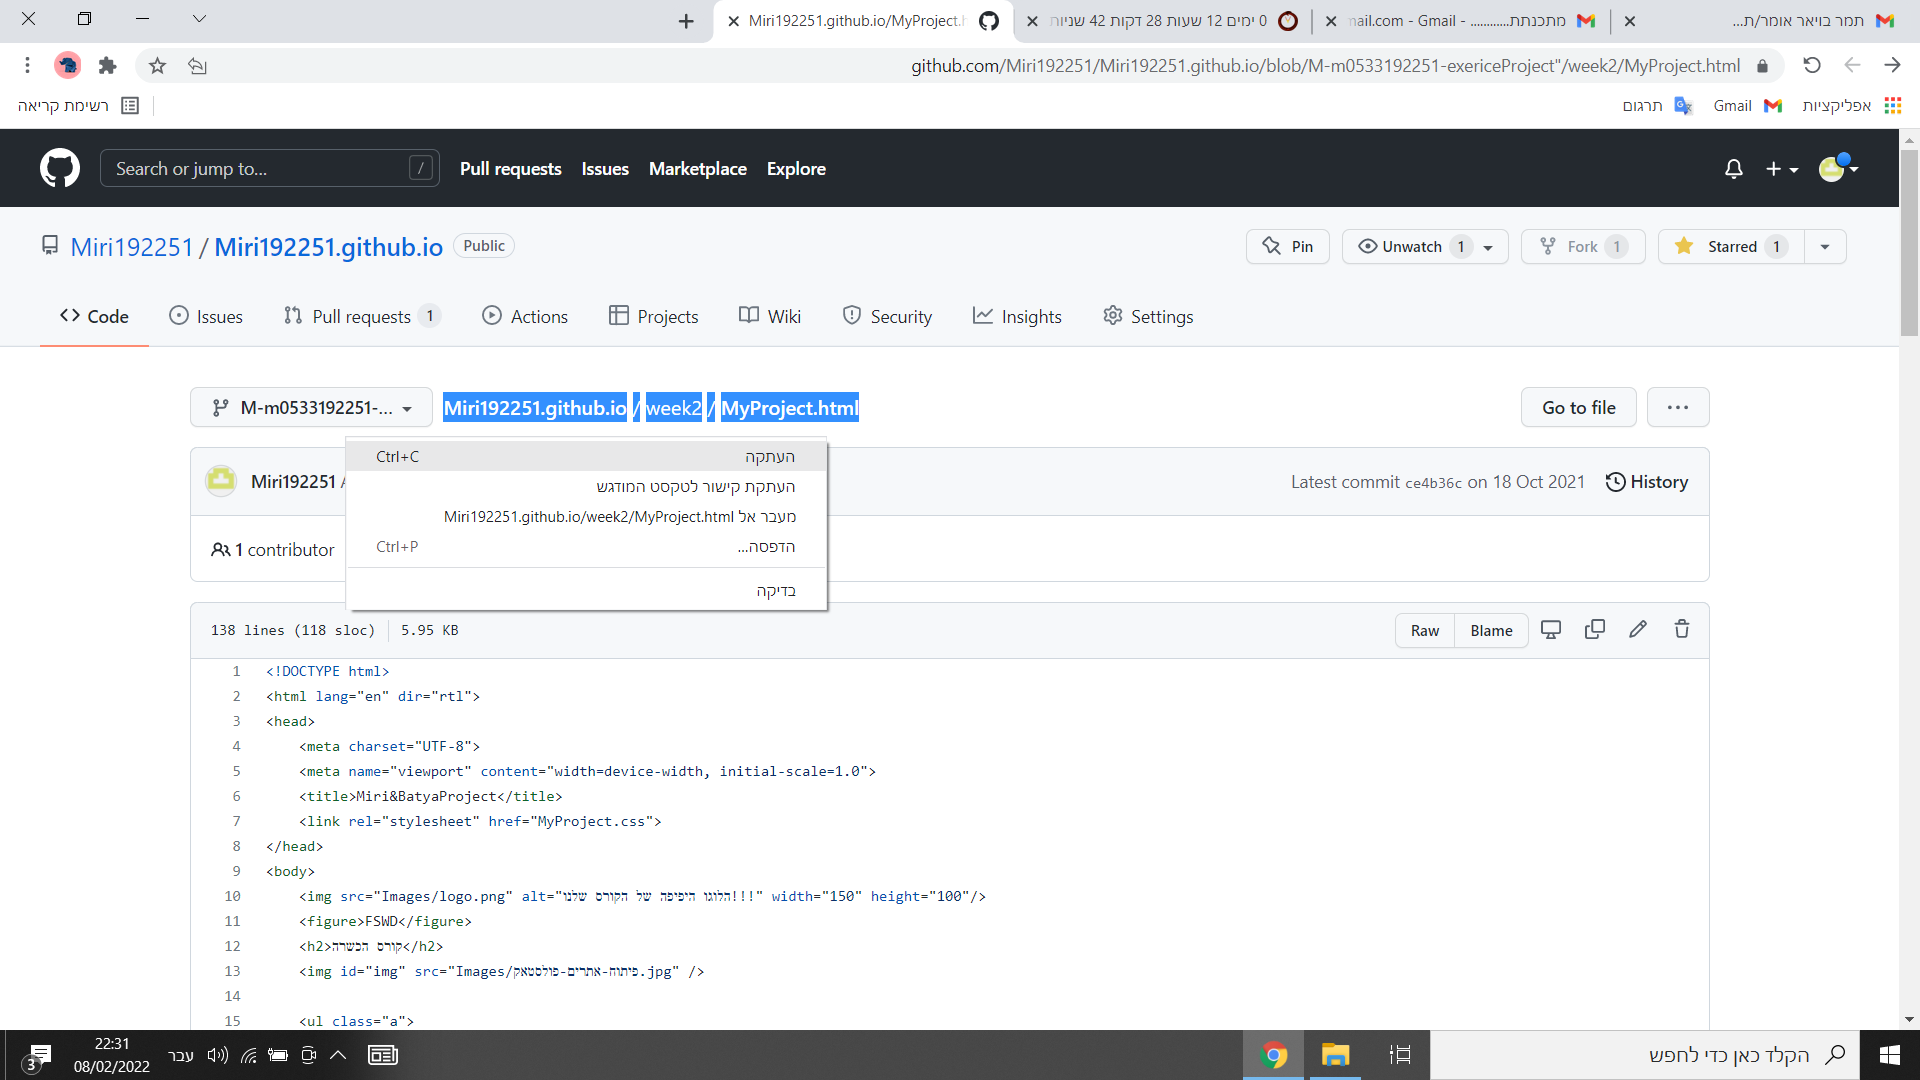 Miri192251.github.io/MyProject.h
0 ימים 12 שעות 28 דקות 42 שניות
מתכנתת............ - mail.com - Gmail
תמר בויאר אומר/ת...
github.com/Miri192251/Miri192251.github.io/blob/M-m0533192251-exericeProject"/week2/MyProject.html
רשימת קריאה
תרגום
Gmail
אפליקציות
Search or jump to...
/
Pull requests
Issues
Marketplace
Explore
Miri192251 / Miri192251.github.io
Public
Pin
Unwatch 1
Fork 1
Starred 1
Code
Issues
Pull requests 1
Actions
Projects
Wiki
Security
Insights
Settings
M-m0533192251-...
Miri192251.github.io / week2 / MyProject.html
Go to file
...
Miri192251
Latest commit ce4b36c on 18 Oct 2021
History
העתקה Ctrl+C
העתקת קישור לטקסט המודגש
מעבר אל Miri192251.github.io/week2/MyProject.html
הדפסה... Ctrl+P
בדיקה
1 contributor
138 lines (118 sloc) 5.95 KB
Raw
Blame
1 <!DOCTYPE html>
2 <html lang="en" dir="rtl">
3 <head>
4 <meta charset="UTF-8">
5 <meta name="viewport" content="width=device-width, initial-scale=1.0">
6 <title>Miri&BatyaProject</title>
7 <link rel="stylesheet" href="MyProject.css">
8 </head>
9 <body>
10 <img src="Images/logo.png" alt="הלוגו היפיפה של הקורס שלנו!!!" width="150" height="100"/>
11 <figure>FSWD</figure>
12 <h2>קורס הכשרה</h2>
13 <img id="img" src="Images/פיתוח-אתרים-פולסטאק.jpg" />
14
15 <ul class="a">
3
22:31
08/02/2022
עבר
הקלד כאן כדי לחפש